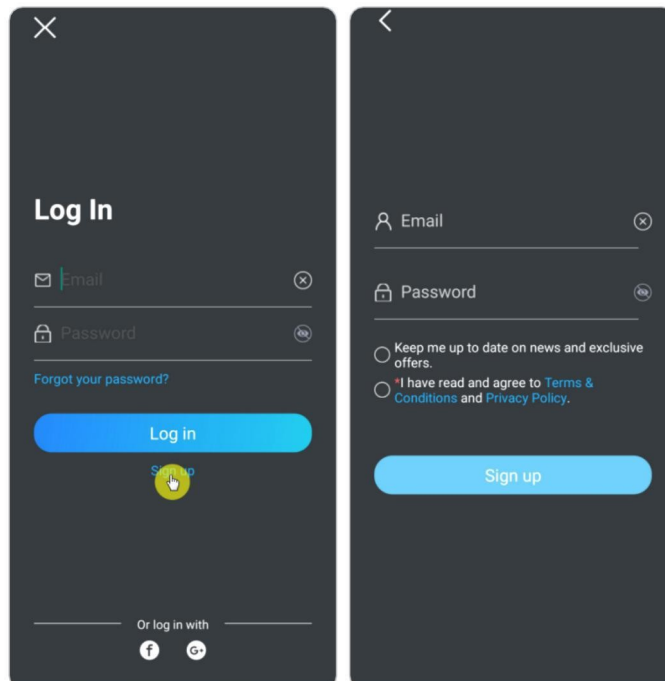 Log In
Email
Password
Forgot your password?
Log in
Sign up
Or log in with
f
G+
Email
Password
Keep me up to date on news and exclusive
offers.
*I have read and agree to Terms &
Conditions and Privacy Policy.
Sign up